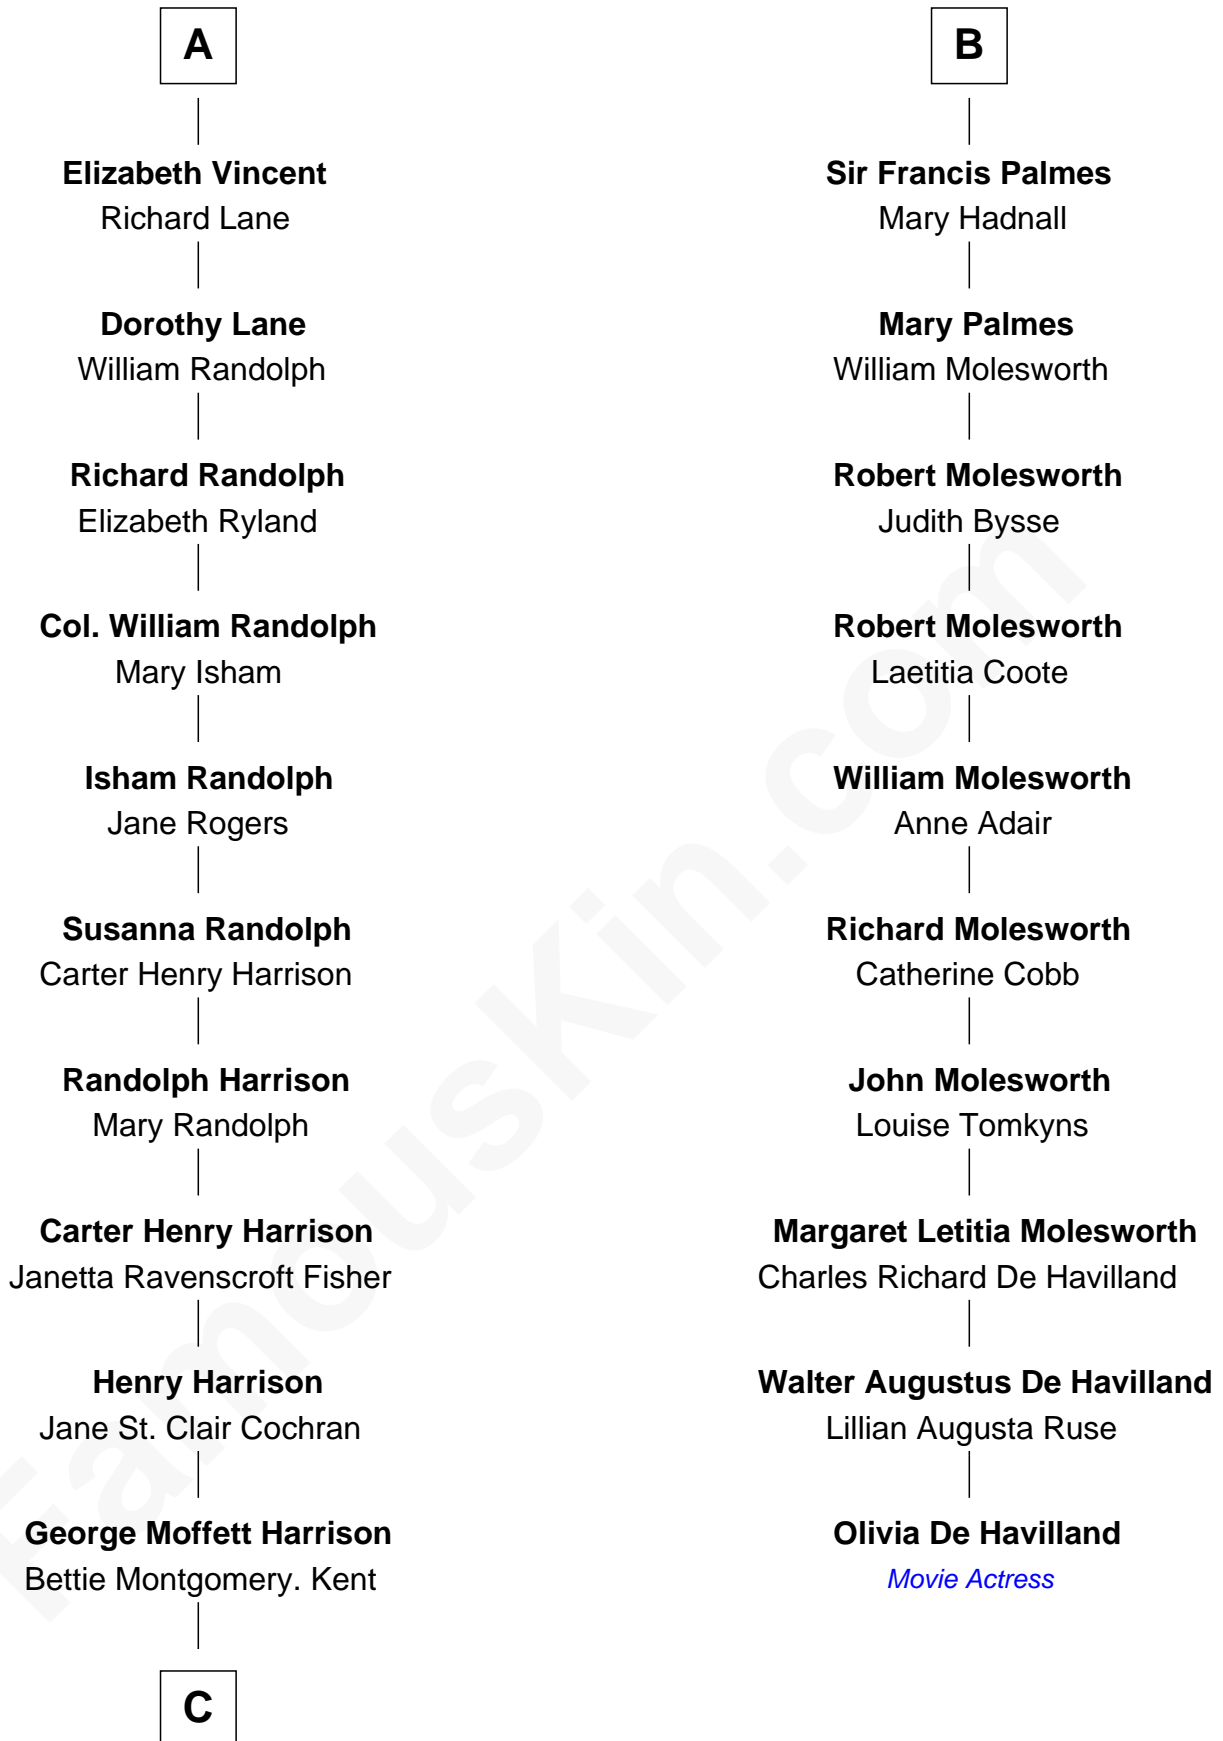 A
Elizabeth Vincent
Richard Lane
Dorothy Lane
William Randolph
Richard Randolph
Elizabeth Ryland
Col. William Randolph
Mary Isham
Isham Randolph
Jane Rogers
Susanna Randolph
Carter Henry Harrison
Randolph Harrison
Mary Randolph
Carter Henry Harrison
Janetta Ravenscroft Fisher
Henry Harrison
Jane St. Clair Cochran
George Moffett Harrison
Bettie Montgomery. Kent
C
B
Sir Francis Palmes
Mary Hadnall
Mary Palmes
William Molesworth
Robert Molesworth
Judith Bysse
Robert Molesworth
Laetitia Coote
William Molesworth
Anne Adair
Richard Molesworth
Catherine Cobb
John Molesworth
Louise Tomkyns
Margaret Letitia Molesworth
Charles Richard De Havilland
Walter Augustus De Havilland
Lillian Augusta Ruse
Olivia De Havilland
Movie Actress
FamousKin.com